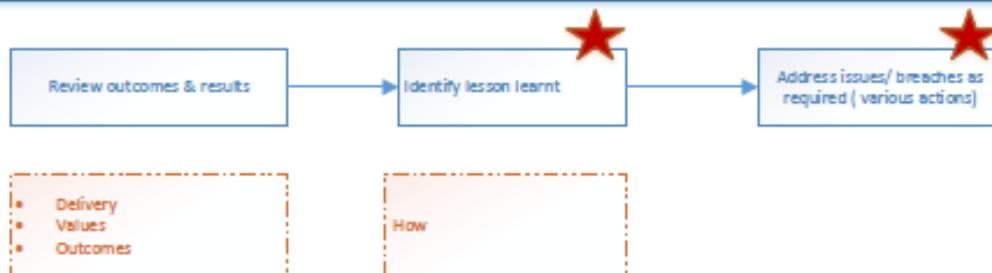 Review outcomes & results
Identify lesson learnt
Address issues/ breaches as
required ( various actions)
• Delivery
• Values
• Outcomes
How